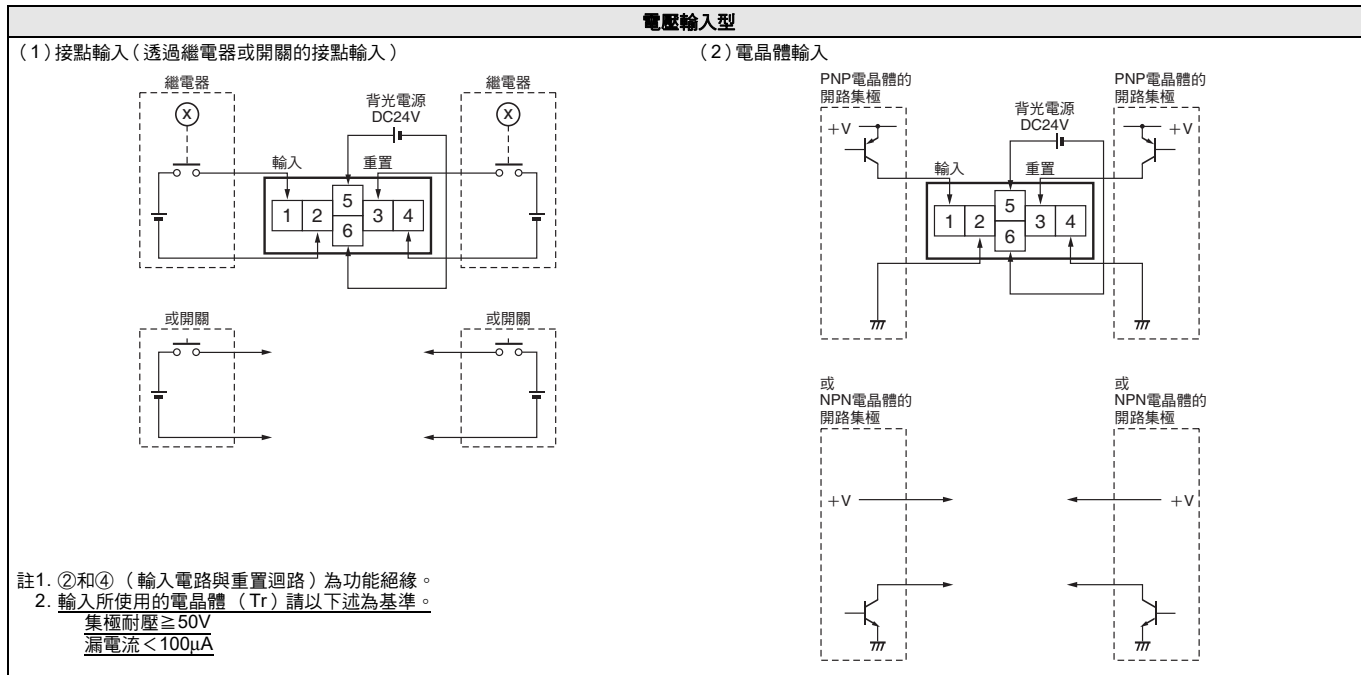 電壓輸入型
(1)接點輸入(透過繼電器或開關的接點輸入)
繼電器
X
背光電源
DC24V
繼電器
X
輸入
重置
1 2 5 6 3 4
或開關
或開關
(2)電晶體輸入
PNP電晶體的
開路集極
+V
背光電源
DC24V
PNP電晶體的
開路集極
+V
輸入
重置
1 2 5 6 3 4
或
NPN電晶體的
開路集極
+V
或
NPN電晶體的
開路集極
+V
註1. ②和④(輸入電路與重置迴路)為功能絕緣。
2. 輸入所使用的電晶體(Tr)請以下述為基準。
集極耐壓≧50V
漏電流<100μA